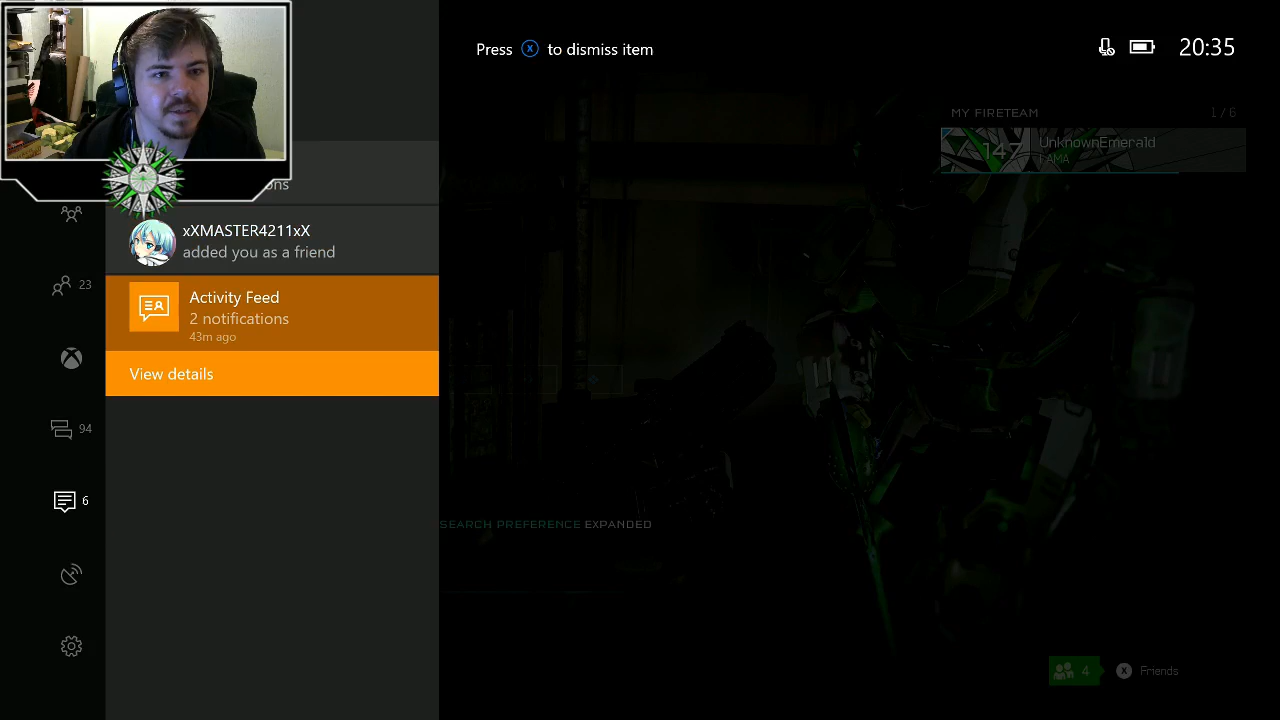 Press X to dismiss item
20:35
MY FIRETEAM
1 / 6
147
UnknownEmerald
xXMASTER4211xX
added you as a friend
23
Activity Feed
2 notifications
43m ago
View details
94
6
SEARCH PREFERENCE EXPANDED
4
X Friends